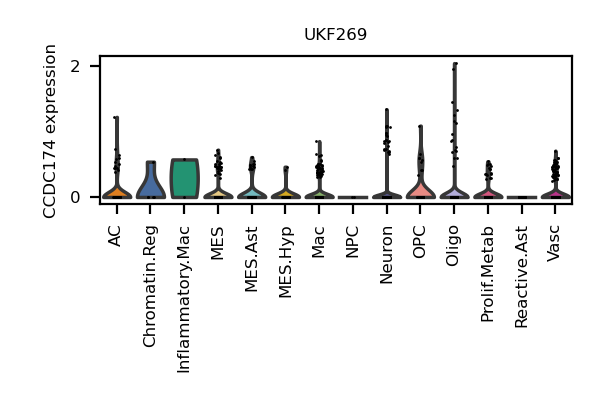 UKF269
CCDC174 expression
2
0
AC
Chromatin.Reg
Inflammatory.Mac
MES
MES.Ast
MES.Hyp
Mac
NPC
Neuron
OPC
Oligo
Prolif.Metab
Reactive.Ast
Vasc